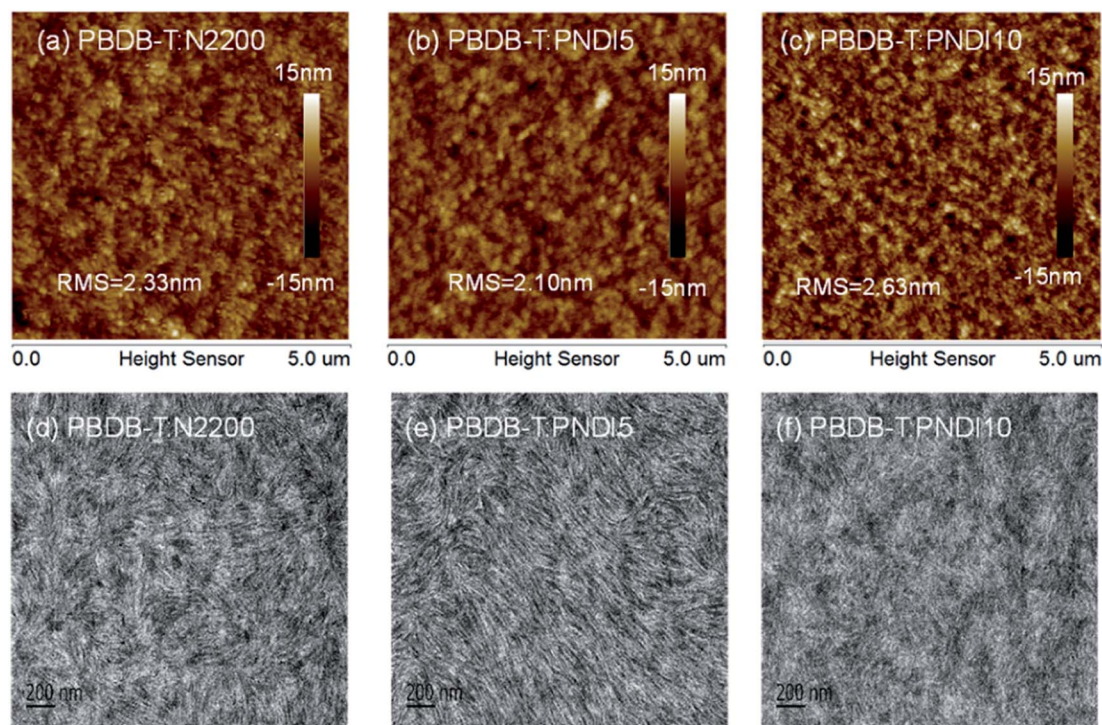 (a) PBDB-T:N2200
15nm
RMS=2.33nm
-15nm
0.0 Height Sensor 5.0 um
(b) PBDB-T:PNDI5
15nm
RMS=2.10nm
-15nm
0.0 Height Sensor 5.0 um
(c) PBDB-T:PNDI10
15nm
RMS=2.63nm
-15nm
0.0 Height Sensor 5.0 um
(d) PBDB-T:N2200
200 nm
(e) PBDB-T:PNDI5
200 nm
(f) PBDB-T:PNDI10
200 nm